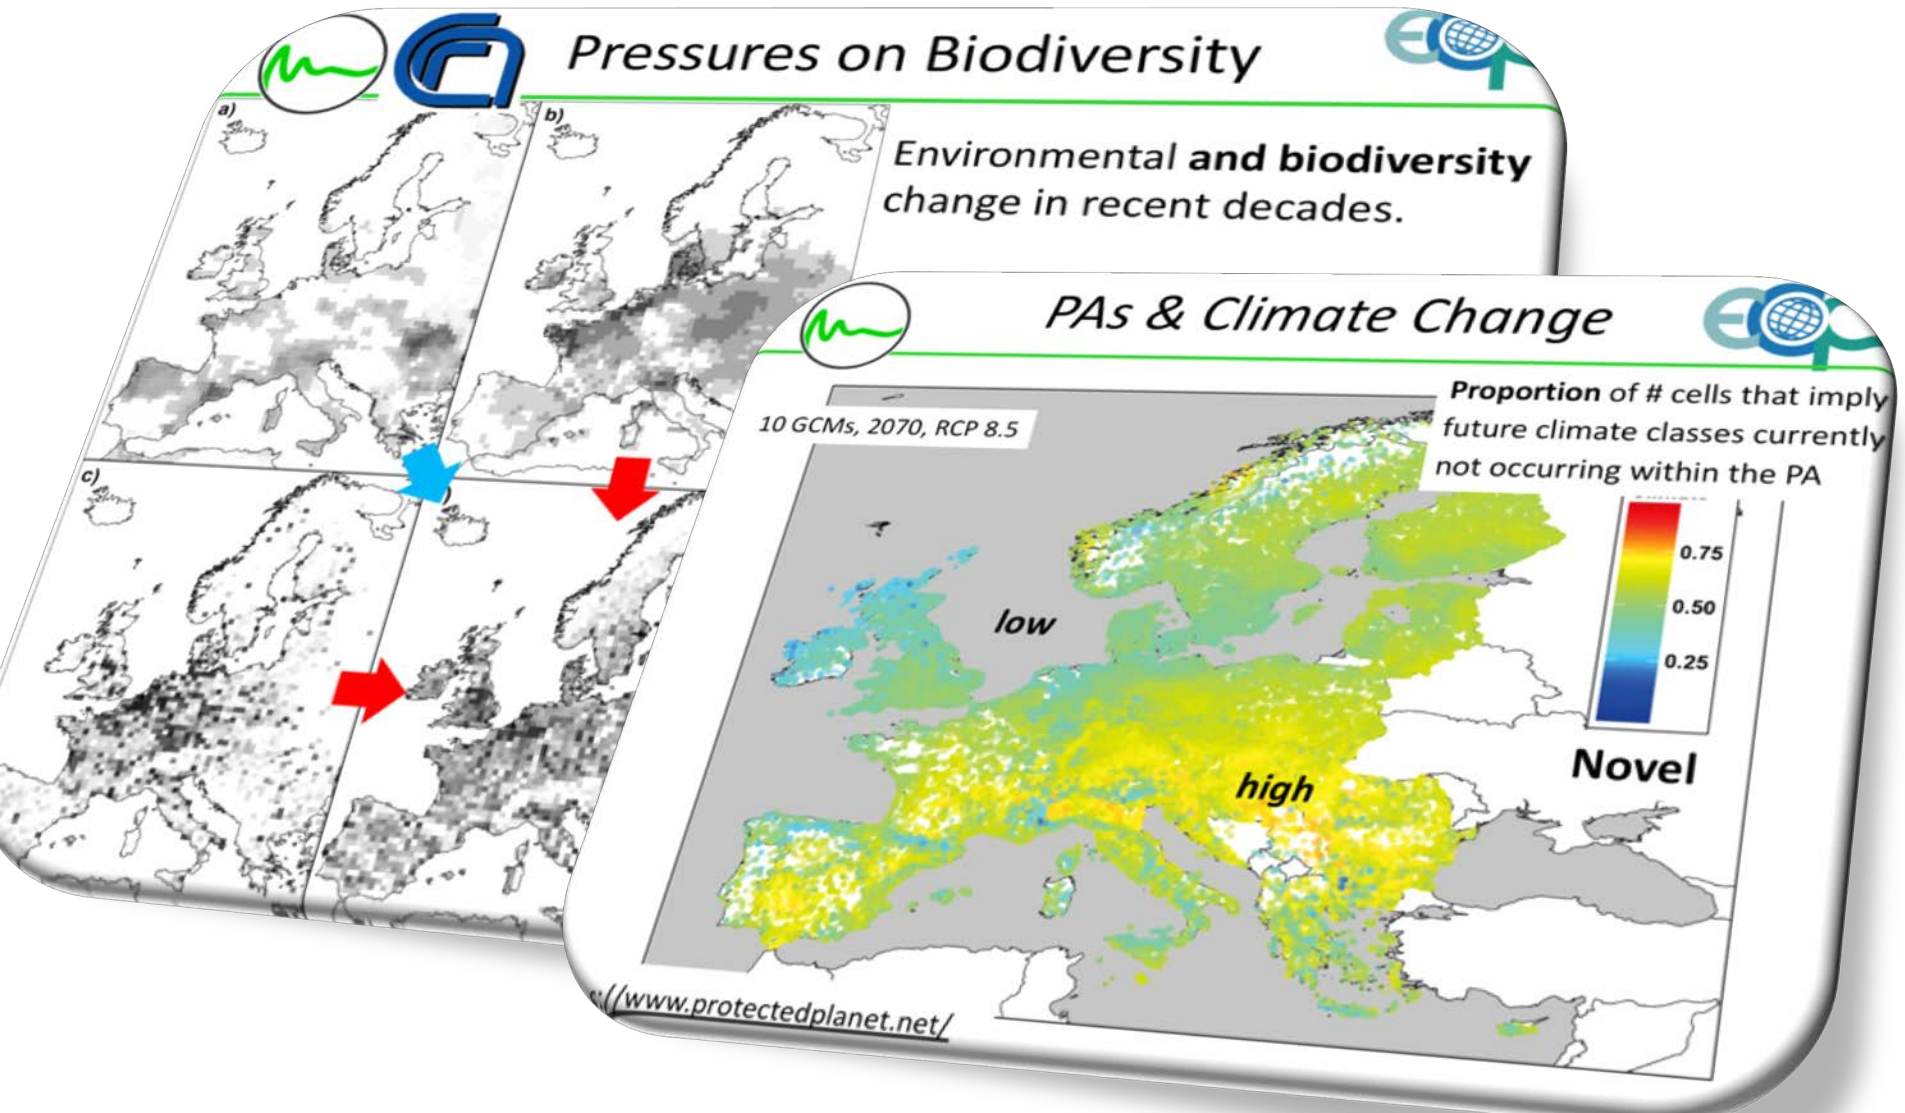 Pressures on Biodiversity
a)
b)
Environmental and biodiversity
change in recent decades.
c)
PAs & Climate Change
10 GCMs, 2070, RCP 8.5
Proportion of # cells that imply
future climate classes currently
not occurring within the PA
0.75
0.50
0.25
low
high
Novel
://www.protectedplanet.net/